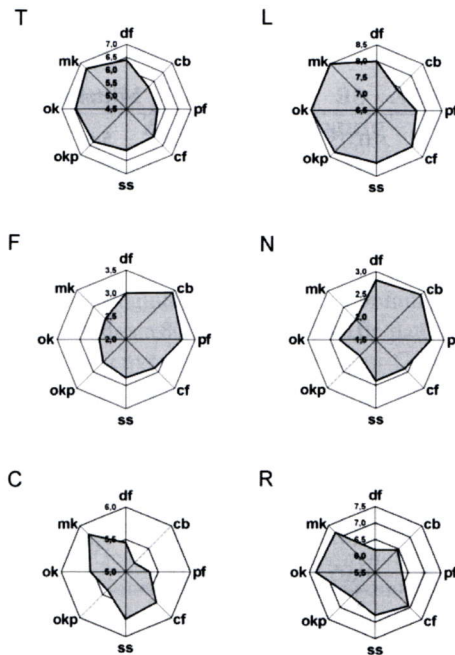 T
df
7,0
6,5
6,0
5,5
5,0
4,5
mk
cb
ok
pf
okp
cf
ss
L
df
8,5
8,0
7,5
7,0
6,5
mk
cb
ok
pf
okp
cf
ss
F
df
3,5
3,0
2,5
2,0
mk
cb
ok
pf
okp
cf
ss
N
df
3,0
2,5
2,0
1,5
mk
cb
ok
p
okp
cf
ss
C
df
6,0
5,5
5,0
mk
cb
ok
pf
okp
cf
ss
R
df
7,5
7,0
6,5
6,0
5,5
mk
cb
ok
pf
okp
cf
ss